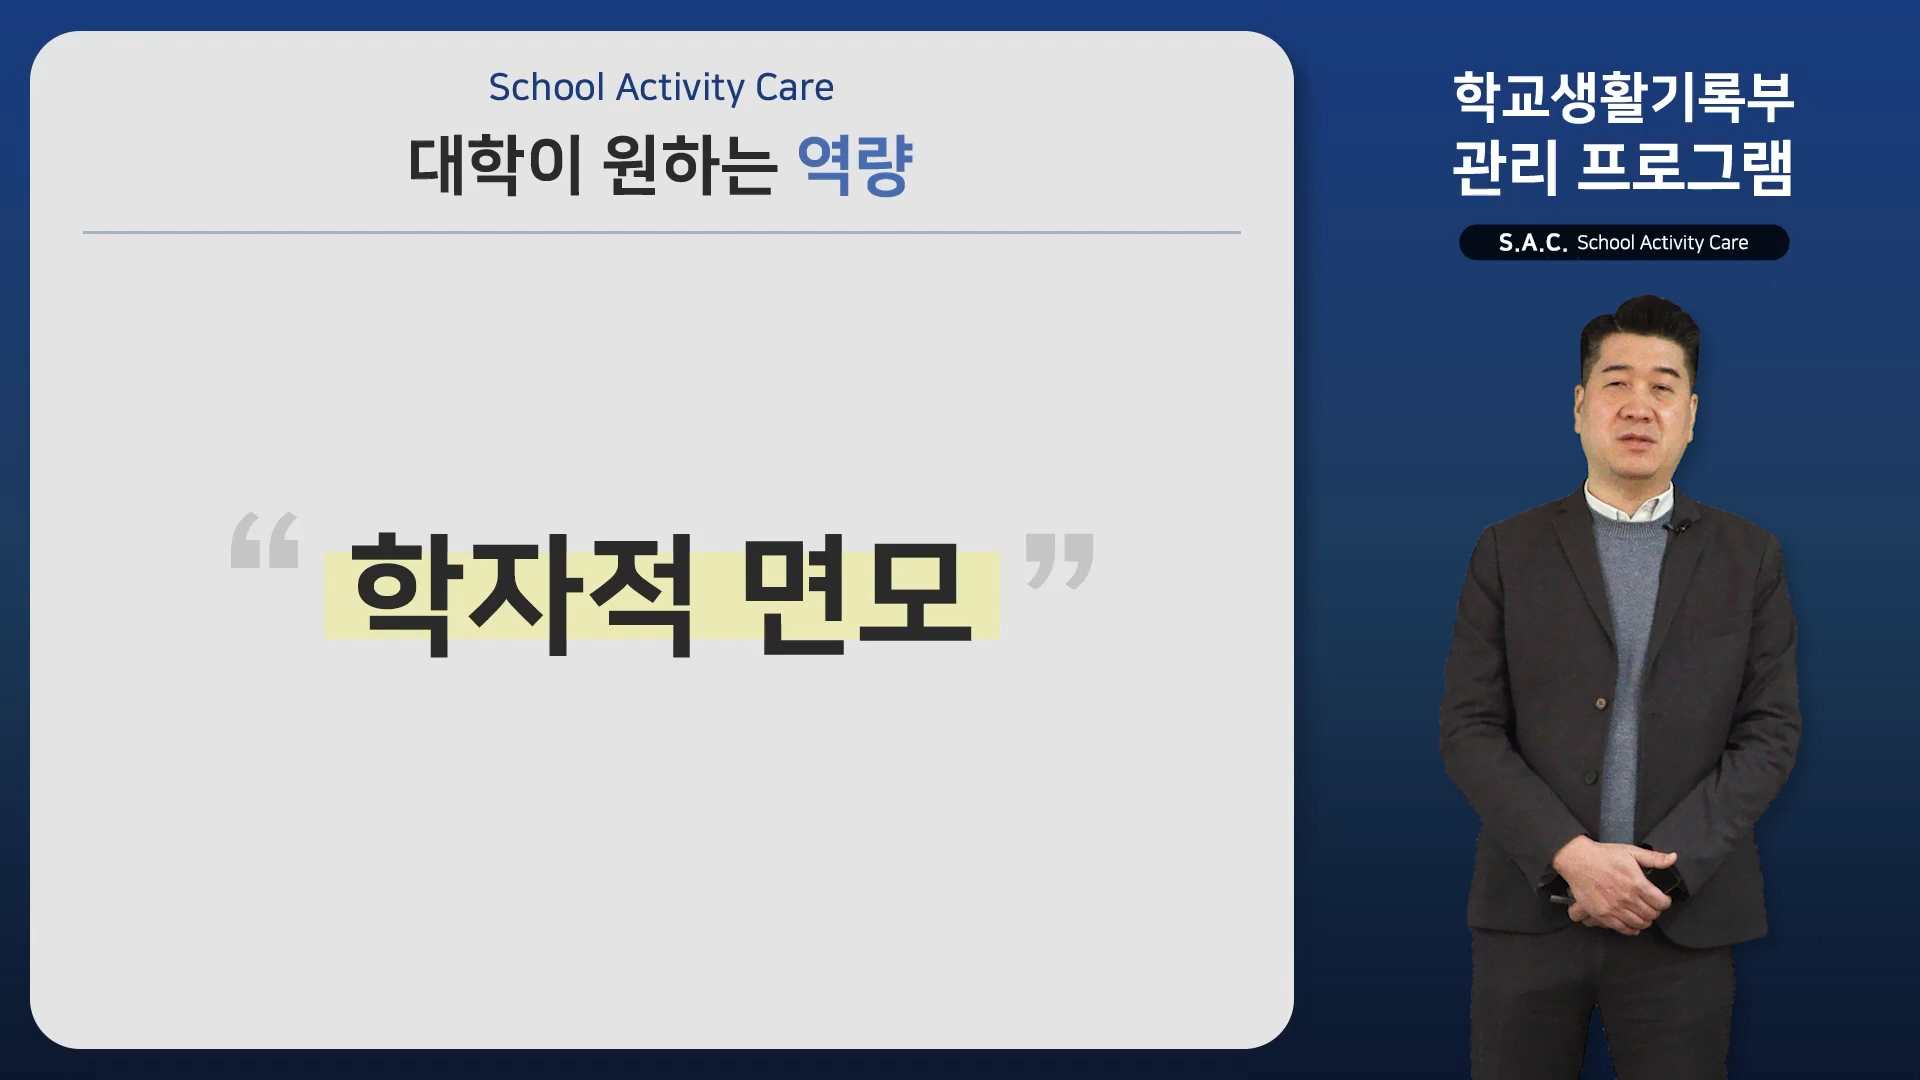 School Activity Care
대학이 원하는 역량
“ 학자적 면모 ”
학교생활기록부
관리 프로그램
S.A.C. School Activity Care